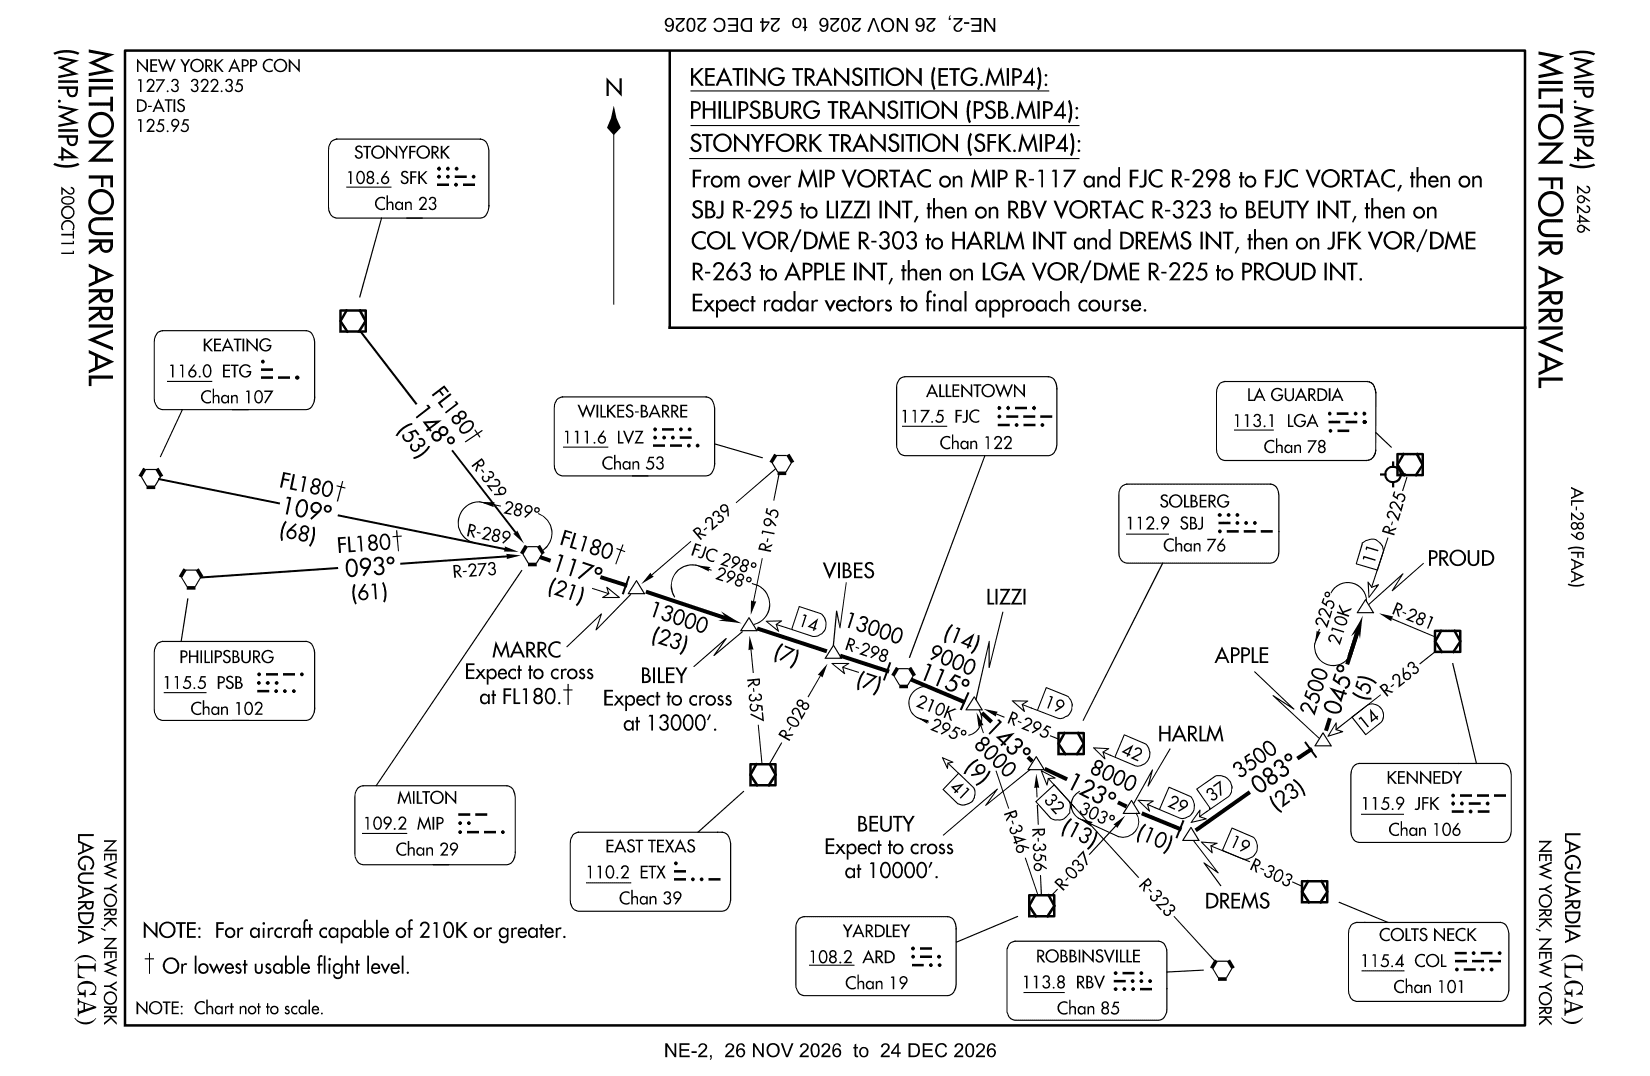 NE-2, 26 NOV 2026 to 24 DEC 2026
MILTON FOUR ARRIVAL
(MIP.MIP4) 20OCT11
(MIP.MIP4) 26246
MILTON FOUR ARRIVAL
AL-289 (FAA)
NEW YORK APP CON
127.3 322.35
D-ATIS
125.95
N
KEATING TRANSITION (ETG.MIP4):
PHILIPSBURG TRANSITION (PSB.MIP4):
STONYFORK TRANSITION (SFK.MIP4):
From over MIP VORTAC on MIP R-117 and FJC R-298 to FJC VORTAC, then on
SBJ R-295 to LIZZI INT, then on RBV VORTAC R-323 to BEUTY INT, then on
COL VOR/DME R-303 to HARLM INT and DREMS INT, then on JFK VOR/DME
R-263 to APPLE INT, then on LGA VOR/DME R-225 to PROUD INT.
Expect radar vectors to final approach course.
STONYFORK
108.6 SFK
Chan 23
KEATING
116.0 ETG
Chan 107
FL180†
148°
(53)
R-329
FL180†
109°
(68)
R-289
289°
FL180†
093°
(61)
R-273
PHILIPSBURG
115.5 PSB
Chan 102
MILTON
109.2 MIP
Chan 29
FL180†
117°
(21)
WILKES-BARRE
111.6 LVZ
Chan 53
R-239
R-195
MARRC
Expect to cross
at FL180.†
FJC 298°
298°
13000
(23)
BILEY
Expect to cross
at 13000'.
14
(7)
VIBES
13000
R-298
(7)
R-357
R-028
EAST TEXAS
110.2 ETX
Chan 39
ALLENTOWN
117.5 FJC
Chan 122
(14)
9000
115°
LIZZI
210K
295°
SOLBERG
112.9 SBJ
Chan 76
19
R-295
143°
8000
(9)
41
BEUTY
Expect to cross
at 10000'.
42
8000
123°
303°
(13)
32
HARLM
29
(10)
R-346
R-356
R-037
YARDLEY
108.2 ARD
Chan 19
R-323
ROBBINSVILLE
113.8 RBV
Chan 85
DREMS
19
R-303
COLTS NECK
115.4 COL
Chan 101
37
3500
083°
(23)
APPLE
2500
045°
(5)
14
R-263
KENNEDY
115.9 JFK
Chan 106
R-281
PROUD
225°
210K
11
R-225
LA GUARDIA
113.1 LGA
Chan 78
NOTE: For aircraft capable of 210K or greater.
† Or lowest usable flight level.
NOTE: Chart not to scale.
NEW YORK, NEW YORK
LAGUARDIA (LGA)
LAGUARDIA (LGA)
NEW YORK, NEW YORK
NE-2, 26 NOV 2026 to 24 DEC 2026